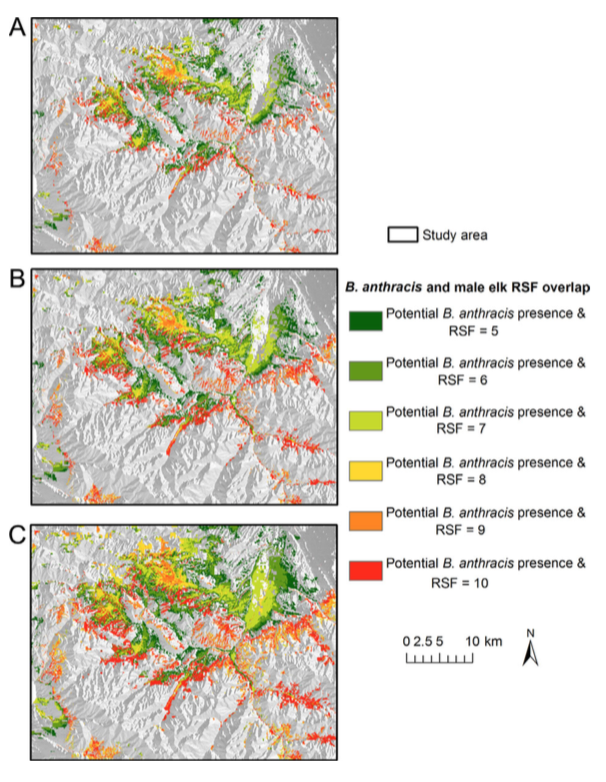 A
Study area
B
B. anthracis and male elk RSF overlap
Potential B. anthracis presence &
RSF = 5
Potential B. anthracis presence &
RSF = 6
Potential B. anthracis presence &
RSF = 7
Potential B. anthracis presence &
RSF = 8
Potential B. anthracis presence &
RSF = 9
C
Potential B. anthracis presence &
RSF = 10
0 2.5 5 10 km
N